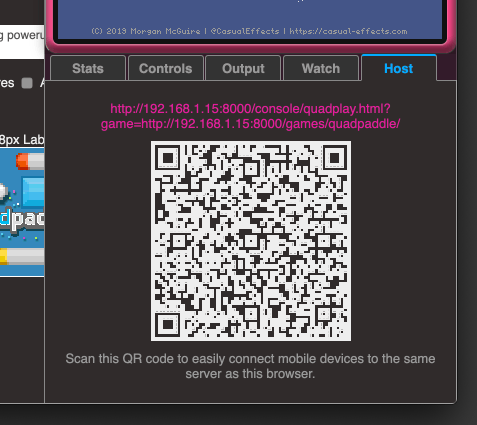 (C) 2019 Morgan McGuire | @CasualEffects | https://casual-effects.com
g poweru
Stats Controls Output Watch Host
res
8px Lab
dpac
http://192.168.1.15:8000/console/quadplay.html?
game=http://192.168.1.15:8000/games/quadpaddle/
Scan this QR code to easily connect mobile devices to the same
server as this browser.